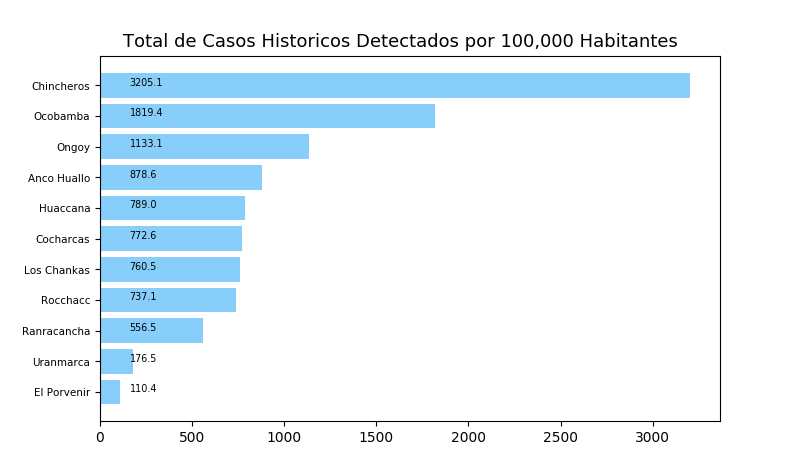 Total de Casos Historicos Detectados por 100,000 Habitantes
Chincheros 3205.1
Ocobamba 1819.4
Ongoy 1133.1
Anco Huallo 878.6
Huaccana 789.0
Cocharcas 772.6
Los Chankas 760.5
Rocchacc 737.1
Ranracancha 556.5
Uranmarca 176.5
El Porvenir 110.4
0 500 1000 1500 2000 2500 3000